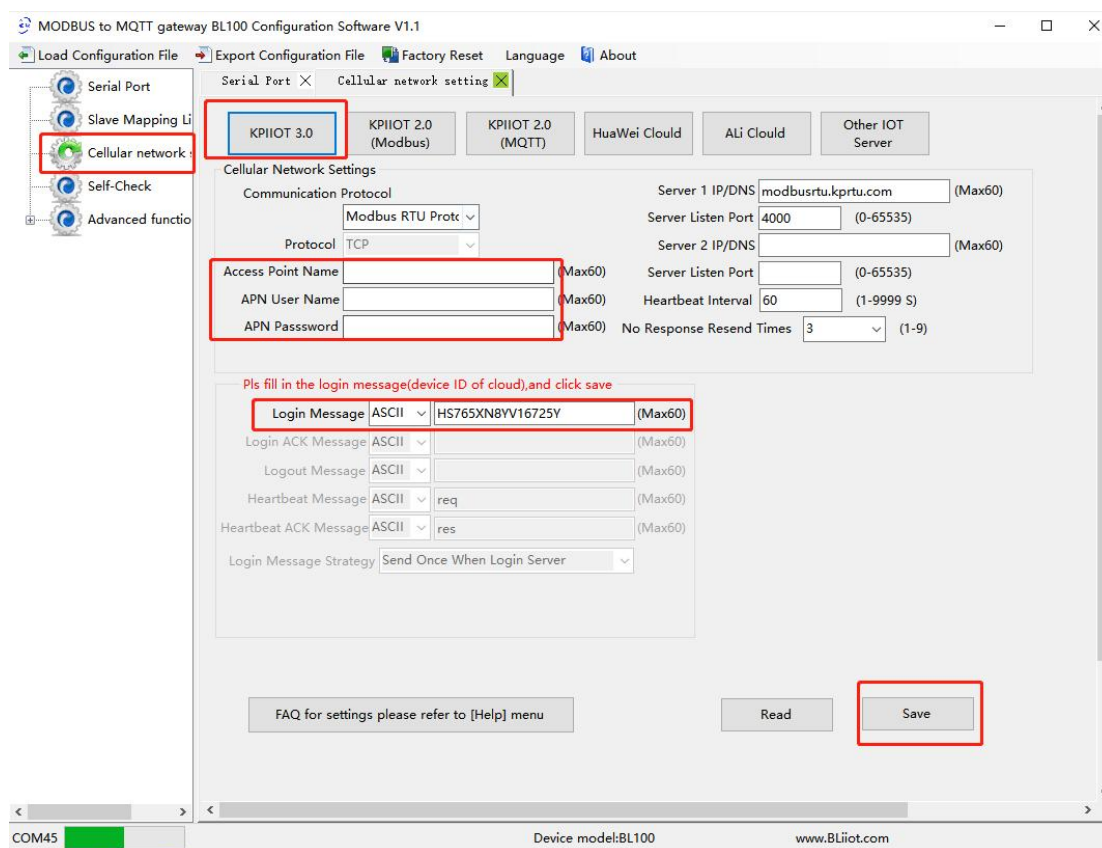 MODBUS to MQTT gateway BL100 Configuration Software V1.1
Load Configuration File Export Configuration File Factory Reset Language About
Serial Port
Slave Mapping Li
Cellular network s
Self-Check
Advanced functio
Serial Port Cellular network setting
KPIIOT 3.0
KPIIOT 2.0
(Modbus)
KPIIOT 2.0
(MQTT)
HuaWei Clould
ALi Clould
Other IOT
Server
Cellular Network Settings
Communication Protocol
Modbus RTU Protc
Protocol TCP
Access Point Name (Max60)
APN User Name (Max60)
APN Passsword (Max60)
Server 1 IP/DNS modbusrtu.kprtu.com (Max60)
Server Listen Port 4000 (0-65535)
Server 2 IP/DNS (Max60)
Server Listen Port (0-65535)
Heartbeat Interval 60 (1-9999 S)
No Response Resend Times 3 (1-9)
Pls fill in the login message(device ID of cloud),and click save
Login Message ASCII HS765XN8YV16725Y (Max60)
Login ACK Message ASCII (Max60)
Logout Message ASCII (Max60)
Heartbeat Message ASCII req (Max60)
Heartbeat ACK Message ASCII res (Max60)
Login Message Strategy Send Once When Login Server
FAQ for settings please refer to [Help] menu Read Save
COM45 Device model:BL100 www.BLiiot.com